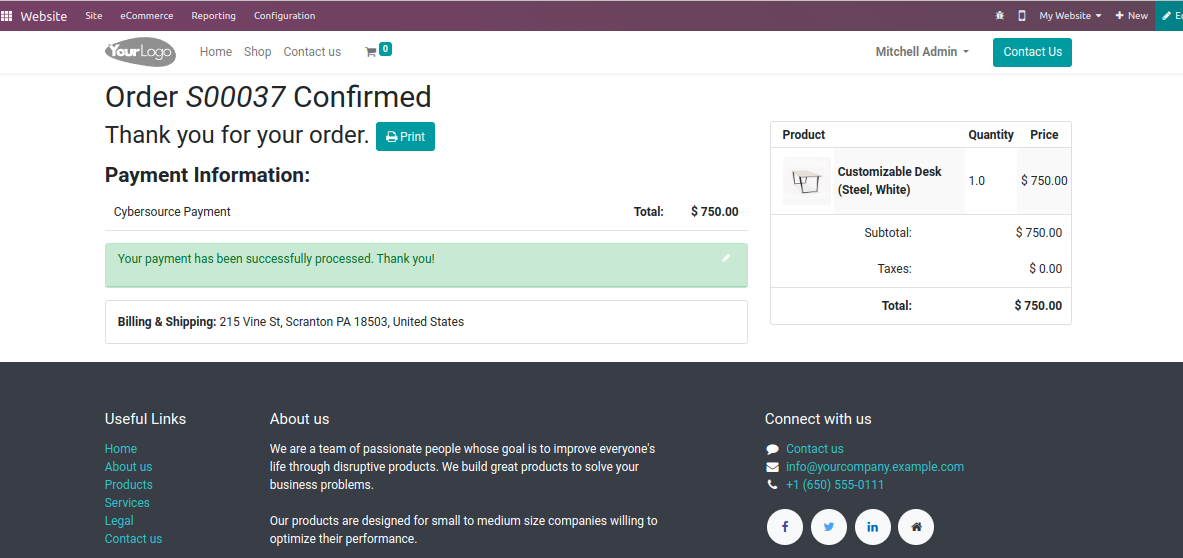 Website Site eCommerce Reporting Configuration My Website New
YourLogo Home Shop Contact us 0 Mitchell Admin Contact Us
Order S00037 Confirmed
Thank you for your order. Print
Payment Information:
Cybersource Payment Total: $ 750.00
Your payment has been successfully processed. Thank you!
Billing & Shipping: 215 Vine St, Scranton PA 18503, United States
Product Quantity Price
Customizable Desk
(Steel, White) 1.0 $ 750.00
Subtotal: $ 750.00
Taxes: $ 0.00
Total: $ 750.00
Useful Links
Home
About us
Products
Services
Legal
Contact us
About us
We are a team of passionate people whose goal is to improve everyone's
life through disruptive products. We build great products to solve your
business problems.
Our products are designed for small to medium size companies willing to
optimize their performance.
Connect with us
Contact us
info@yourcompany.example.com
+1 (650) 555-0111